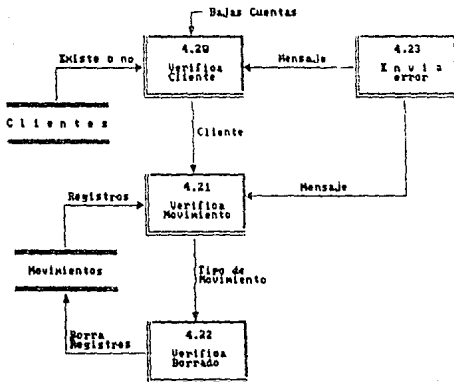 Bajas Cuentas
4.20
Verifica
Cliente
4.23
Envia
error
Existe o no
Mensaje
Clientes
Cliente
4.21
Verifica
Movimiento
Registros
Mensaje
Movimientos
Tipo de
Movimiento
Borra
Registros
4.22
Verifica
Borrado